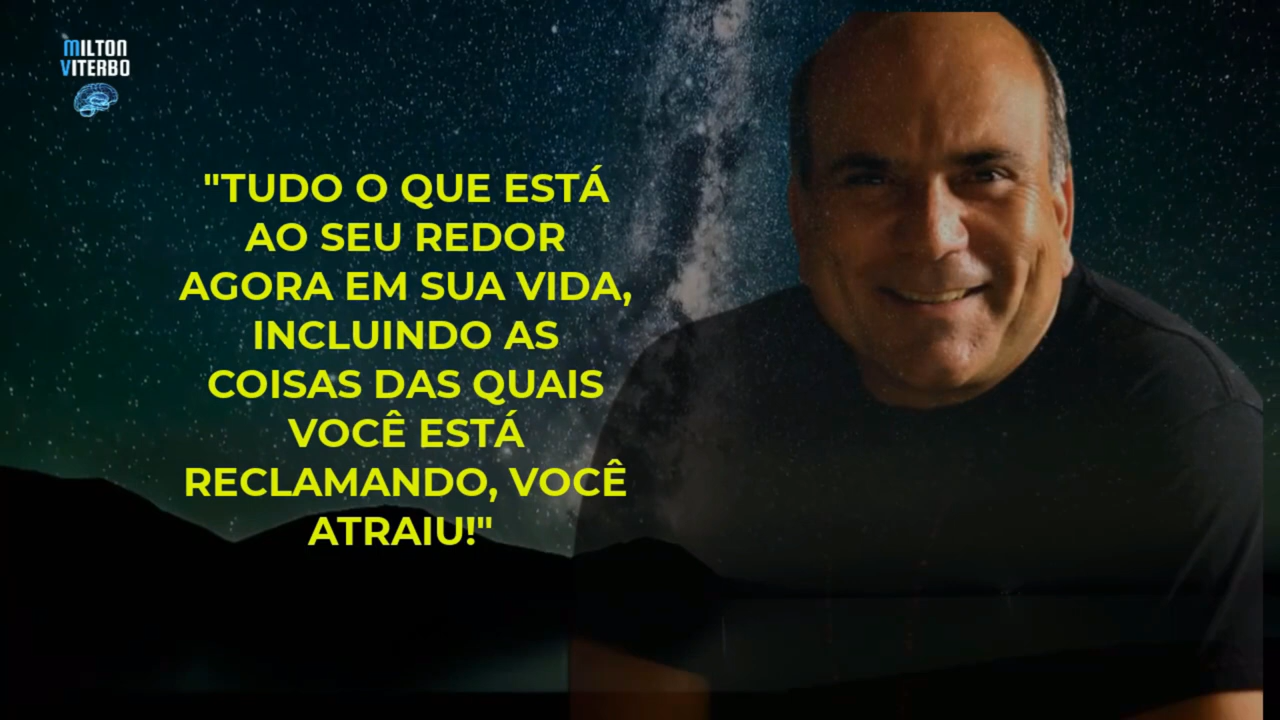 MILTON
VITERBO
"TUDO O QUE ESTÁ
AO SEU REDOR
AGORA EM SUA VIDA,
INCLUINDO AS
COISAS DAS QUAIS
VOCÊ ESTÁ
RECLAMANDO, VOCÊ
ATRAIU!"